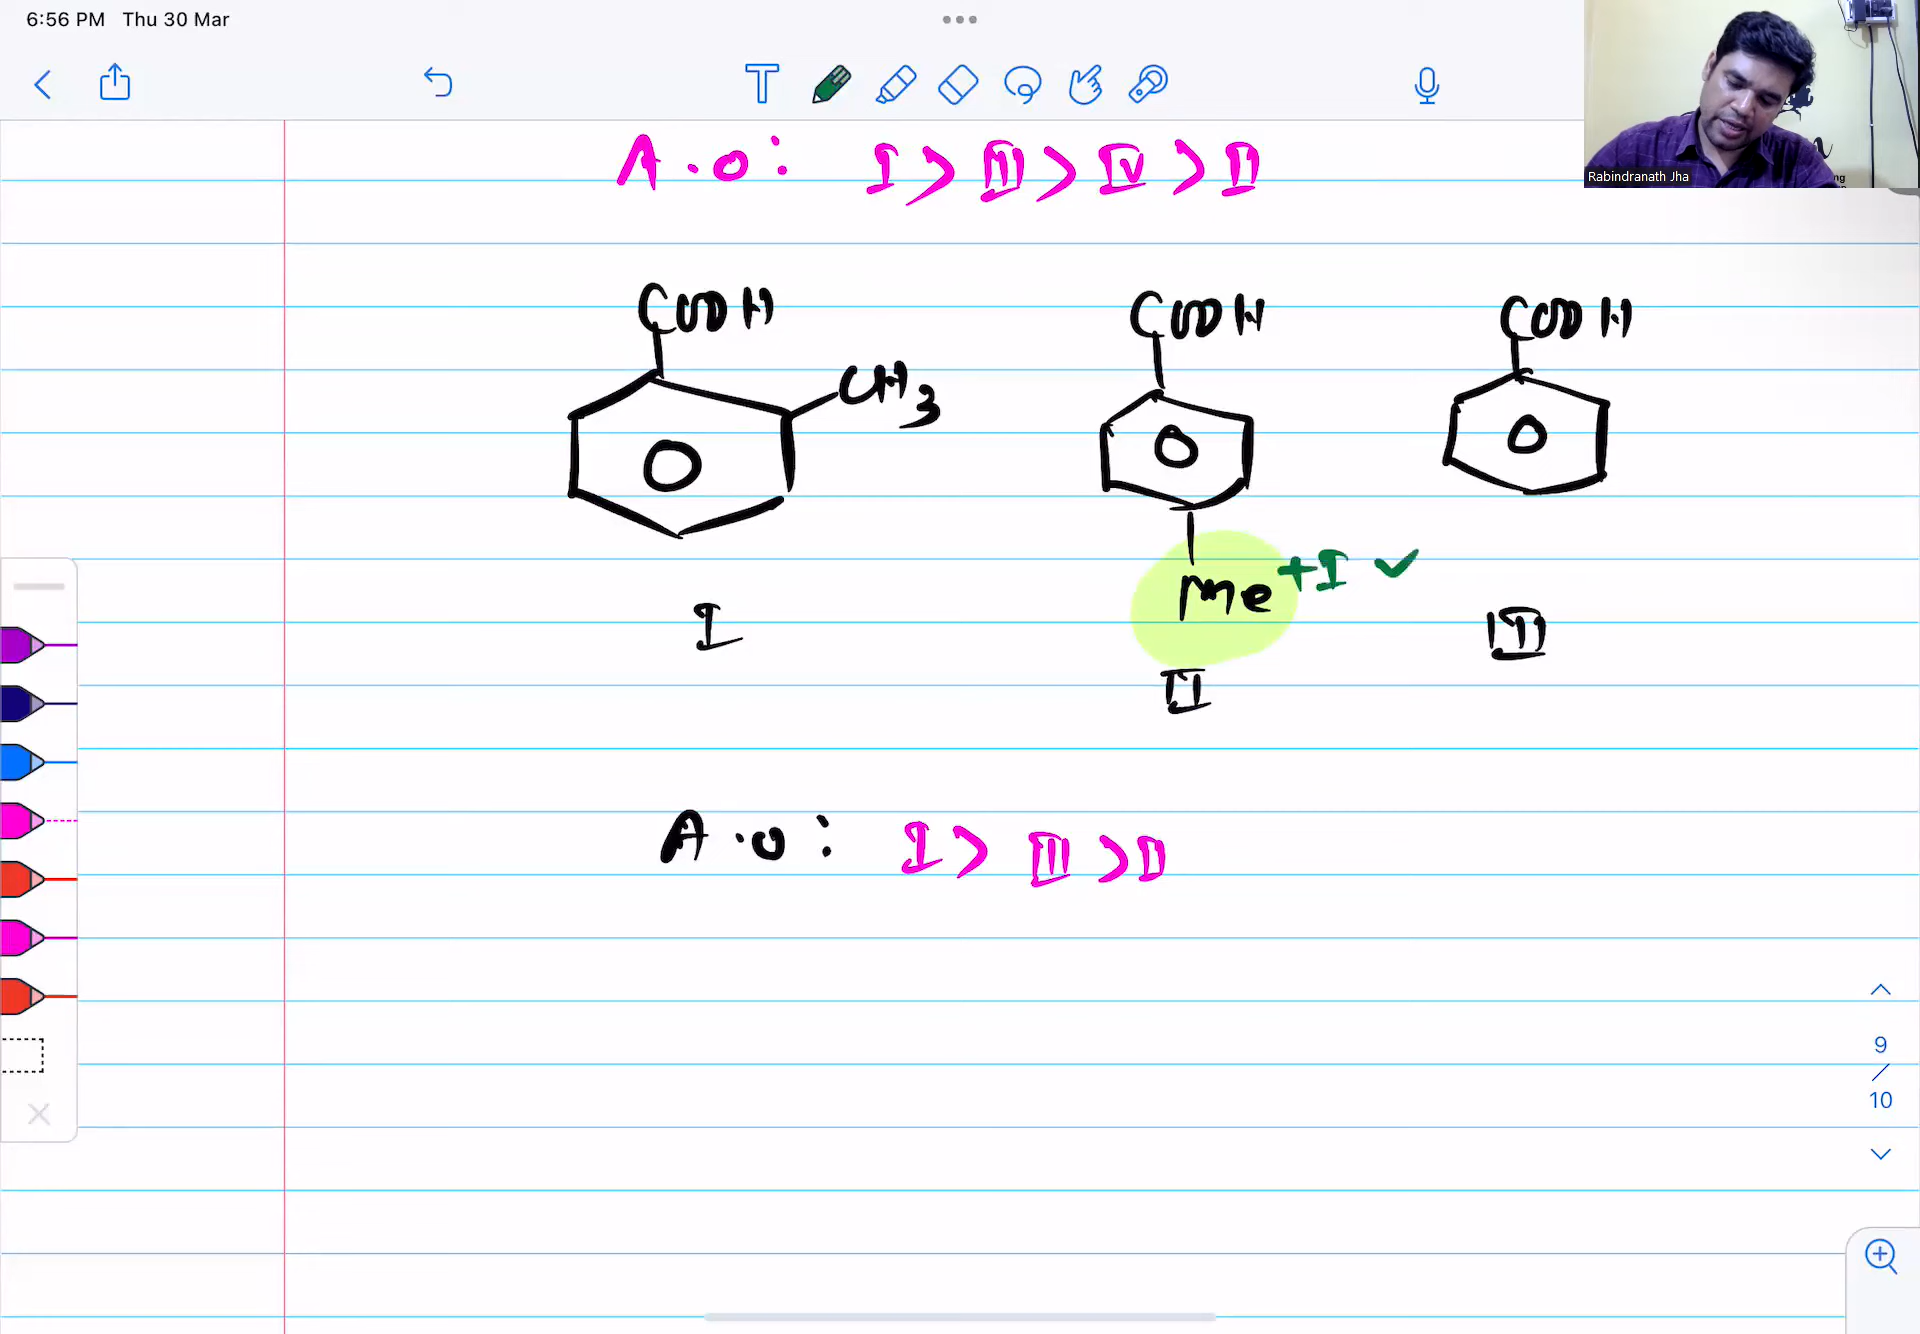 6:56 PM Thu 30 Mar
Rabindranath Jha
A.O: I > III > IV > II
COOH
CH3
I
COOH
Me +I ✓
II
COOH
III
A.O: I > III > II
9
/
10